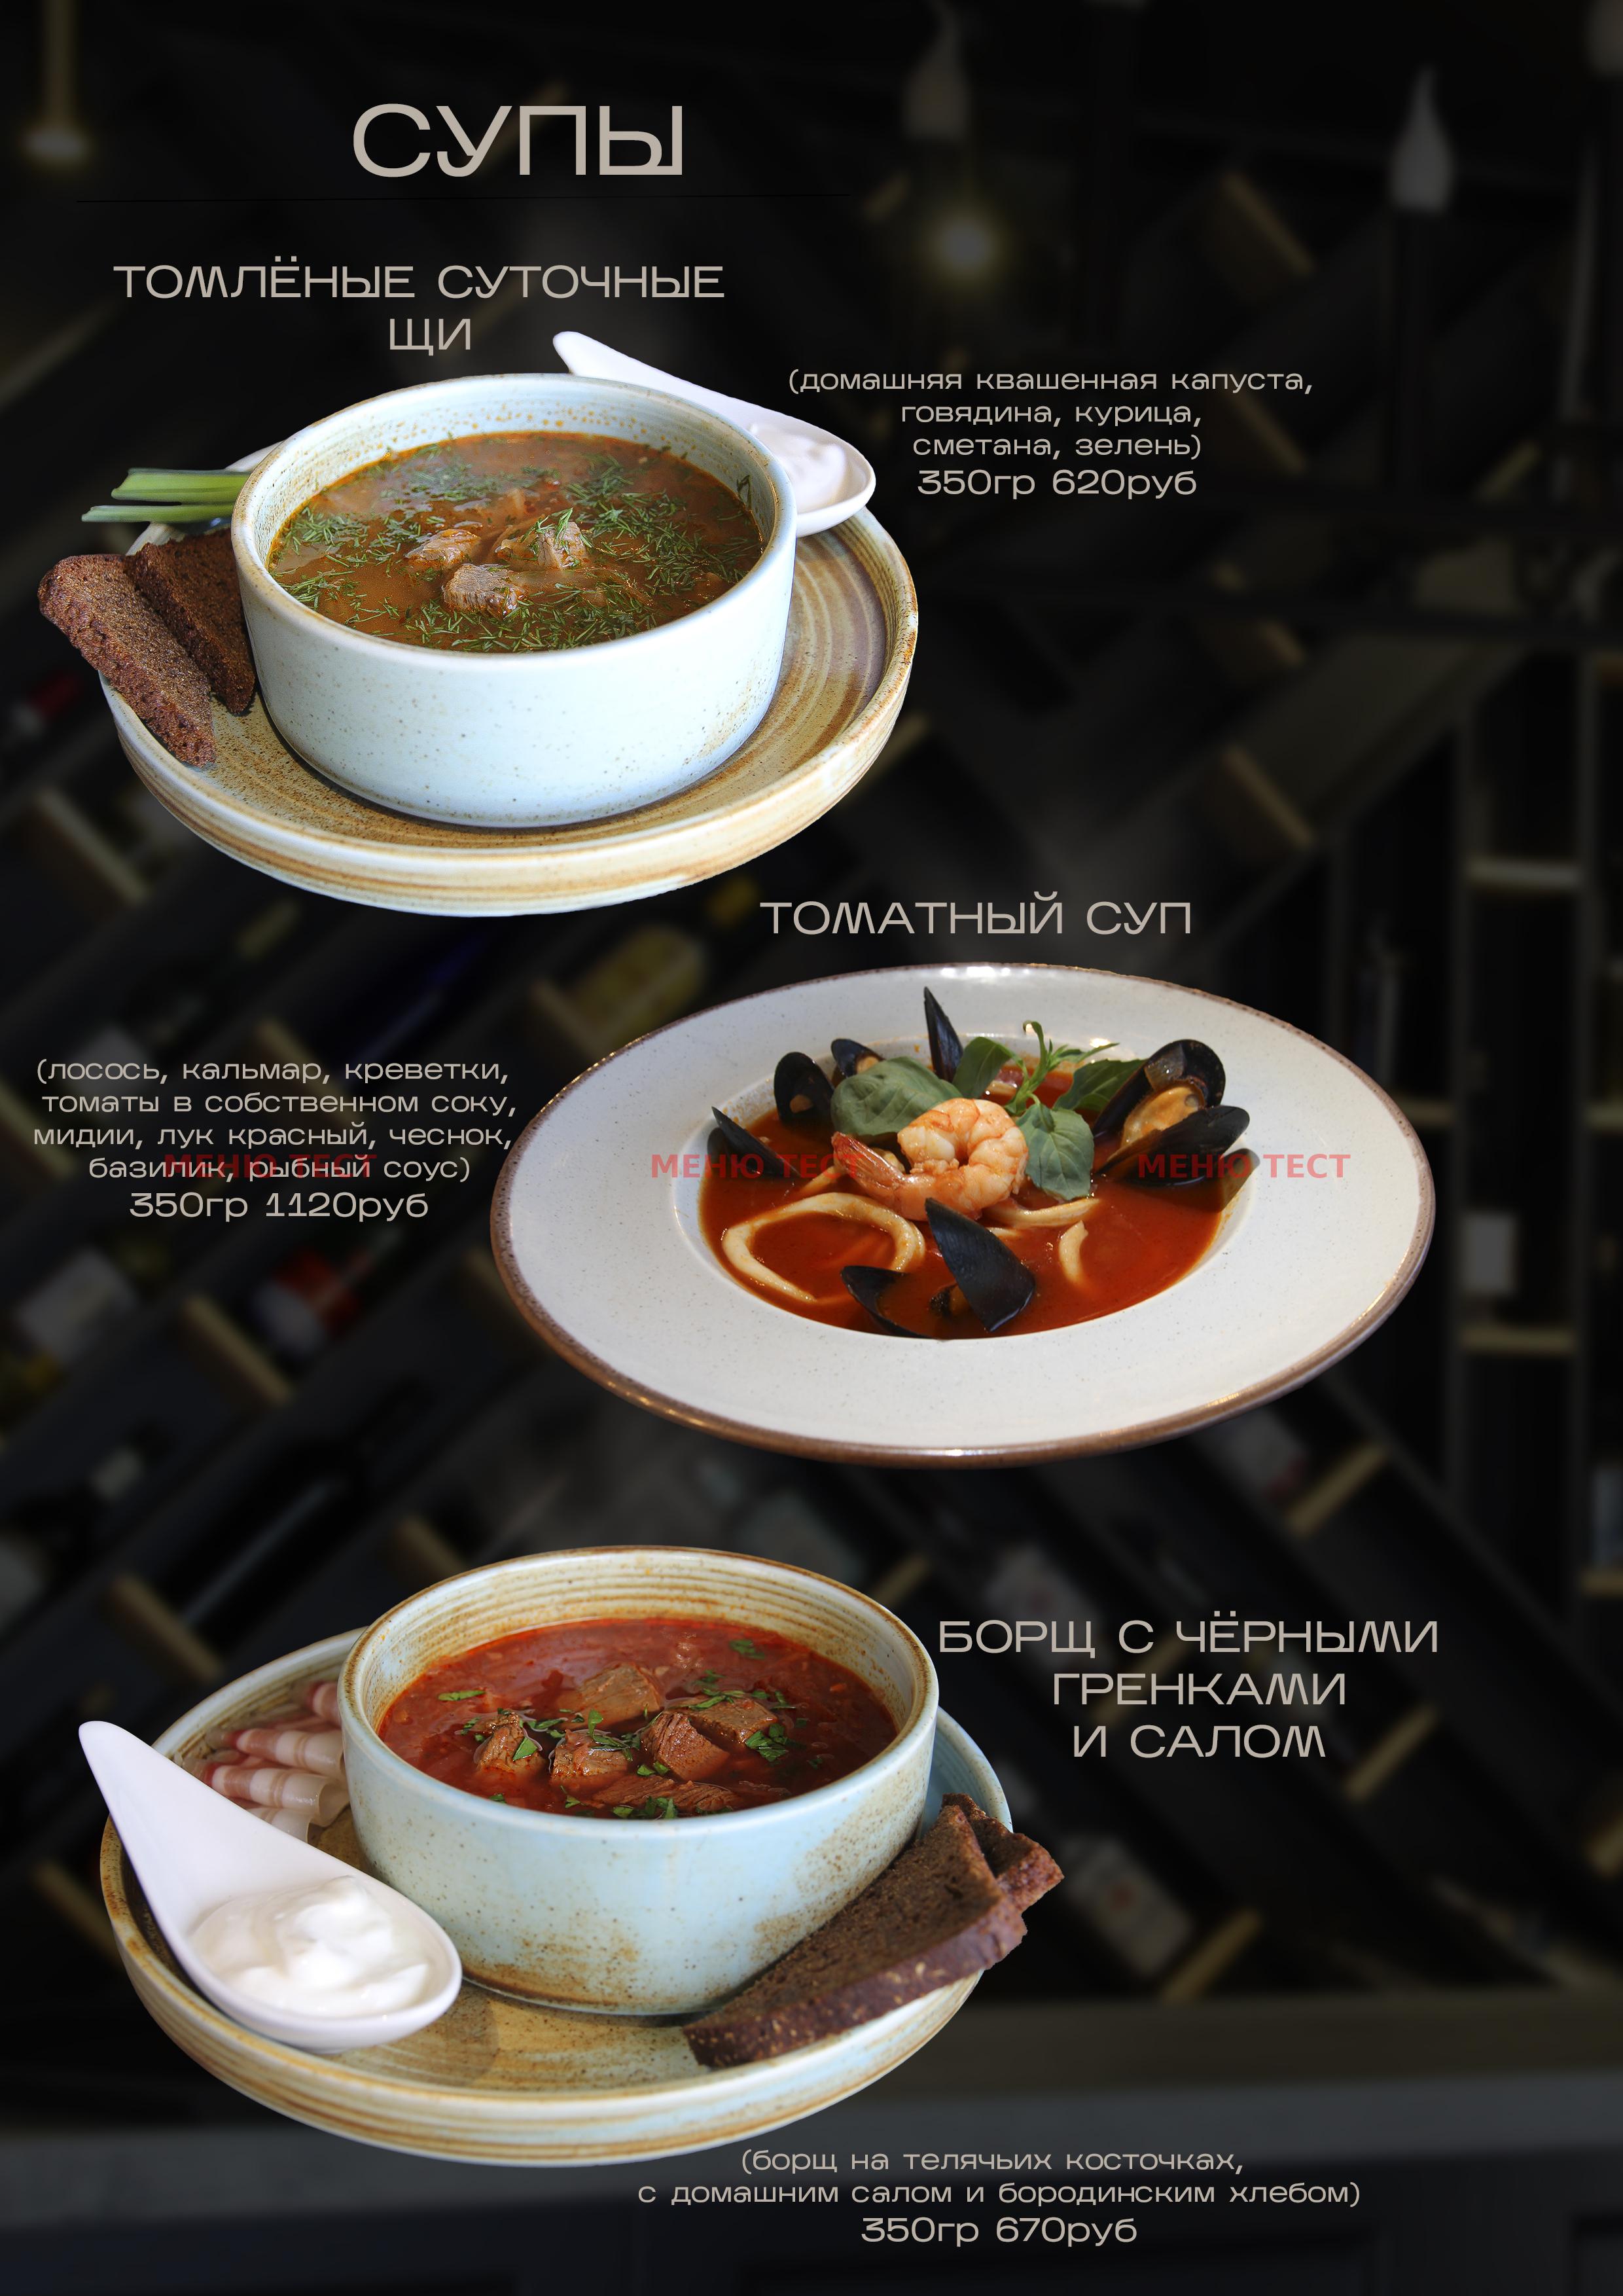 СУПЫ
ТОМЛЁНЫЕ СУТОЧНЫЕ
ЩИ
(домашняя квашенная капуста,
говядина, курица,
сметана, зелень)
350гр 620руб
ТОМАТНЫЙ СУП
(лосось, кальмар, креветки,
томаты в собственном соку,
мидии, лук красный, чеснок,
базилик, рыбный соус)
350гр 1120руб
МЕНЮ ТЕСТ МЕНЮ ТЕСТ МЕНЮ ТЕСТ
БОРЩ С ЧЁРНЫМИ
ГРЕНКАМИ
И САЛОМ
(борщ на телячьих косточках,
с домашним салом и бородинским хлебом)
350гр 670руб